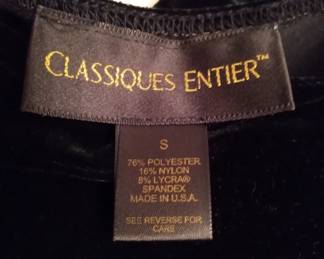 CLASSIQUES ENTIER™
S
76% POLYESTER
16% NYLON
8% LYCRA®
SPANDEX
MADE IN U.S.A.
SEE REVERSE FOR
CARE